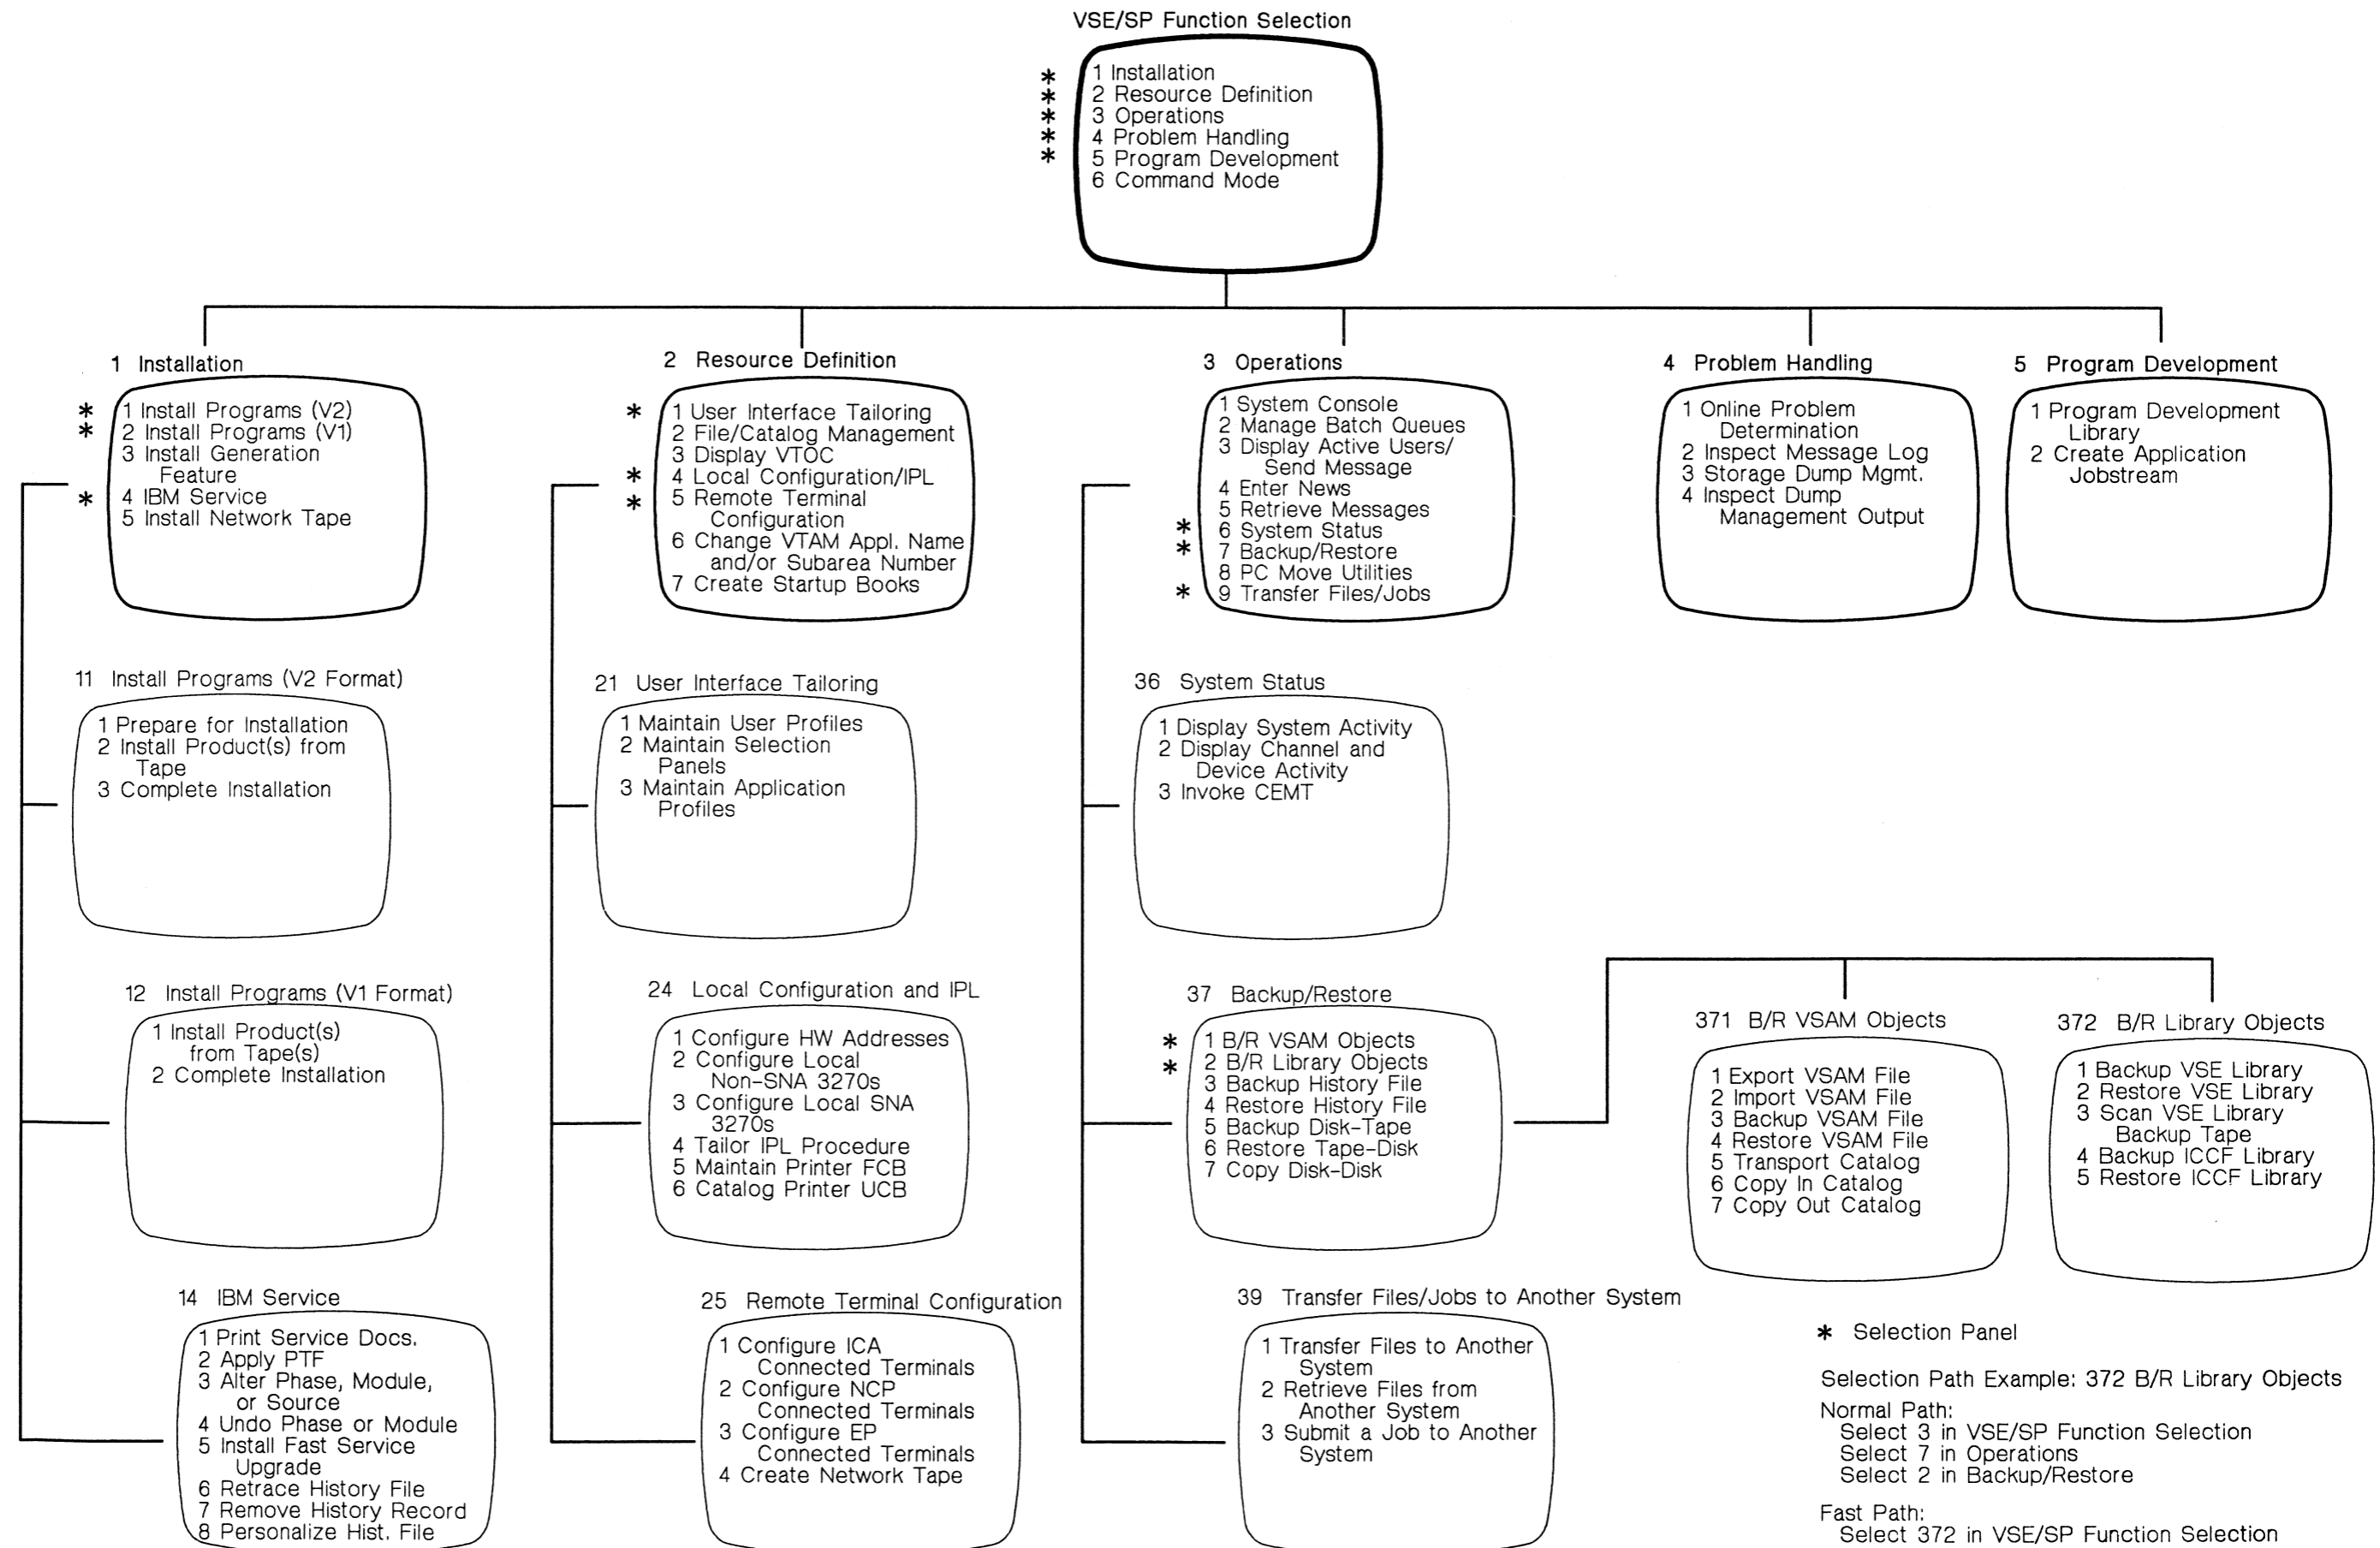 VSE/SP Function Selection
* 1 Installation
* 2 Resource Definition
* 3 Operations
* 4 Problem Handling
* 5 Program Development
6 Command Mode
1 Installation
* 1 Install Programs (V2)
* 2 Install Programs (V1)
3 Install Generation
Feature
* 4 IBM Service
5 Install Network Tape
2 Resource Definition
* 1 User Interface Tailoring
2 File/Catalog Management
3 Display VTOC
* 4 Local Configuration/IPL
* 5 Remote Terminal
Configuration
6 Change VTAM Appl. Name
and/or Subarea Number
7 Create Startup Books
3 Operations
1 System Console
2 Manage Batch Queues
3 Display Active Users/
Send Message
4 Enter News
5 Retrieve Messages
* 6 System Status
* 7 Backup/Restore
8 PC Move Utilities
* 9 Transfer Files/Jobs
4 Problem Handling
1 Online Problem
Determination
2 Inspect Message Log
3 Storage Dump Mgmt.
4 Inspect Dump
Management Output
5 Program Development
1 Program Development
Library
2 Create Application
Jobstream
11 Install Programs (V2 Format)
1 Prepare for Installation
2 Install Product(s) from
Tape
3 Complete Installation
21 User Interface Tailoring
1 Maintain User Profiles
2 Maintain Selection
Panels
3 Maintain Application
Profiles
36 System Status
1 Display System Activity
2 Display Channel and
Device Activity
3 Invoke CEMT
12 Install Programs (V1 Format)
1 Install Product(s)
from Tape(s)
2 Complete Installation
24 Local Configuration and IPL
1 Configure HW Addresses
2 Configure Local
Non-SNA 3270s
3 Configure Local SNA
3270s
4 Tailor IPL Procedure
5 Maintain Printer FCB
6 Catalog Printer UCB
37 Backup/Restore
* 1 B/R VSAM Objects
* 2 B/R Library Objects
3 Backup History File
4 Restore History File
5 Backup Disk-Tape
6 Restore Tape-Disk
7 Copy Disk-Disk
371 B/R VSAM Objects
1 Export VSAM File
2 Import VSAM File
3 Backup VSAM File
4 Restore VSAM File
5 Transport Catalog
6 Copy In Catalog
7 Copy Out Catalog
372 B/R Library Objects
1 Backup VSE Library
2 Restore VSE Library
3 Scan VSE Library
Backup Tape
4 Backup ICCF Library
5 Restore ICCF Library
14 IBM Service
1 Print Service Docs.
2 Apply PTF
3 Alter Phase, Module,
or Source
4 Undo Phase or Module
5 Install Fast Service
Upgrade
6 Retrace History File
7 Remove History Record
8 Personalize Hist. File
25 Remote Terminal Configuration
1 Configure ICA
Connected Terminals
2 Configure NCP
Connected Terminals
3 Configure EP
Connected Terminals
4 Create Network Tape
39 Transfer Files/Jobs to Another System
1 Transfer Files to Another
System
2 Retrieve Files from
Another System
3 Submit a Job to Another
System
* Selection Panel
Selection Path Example: 372 B/R Library Objects
Normal Path:
Select 3 in VSE/SP Function Selection
Select 7 in Operations
Select 2 in Backup/Restore
Fast Path:
Select 372 in VSE/SP Function Selection